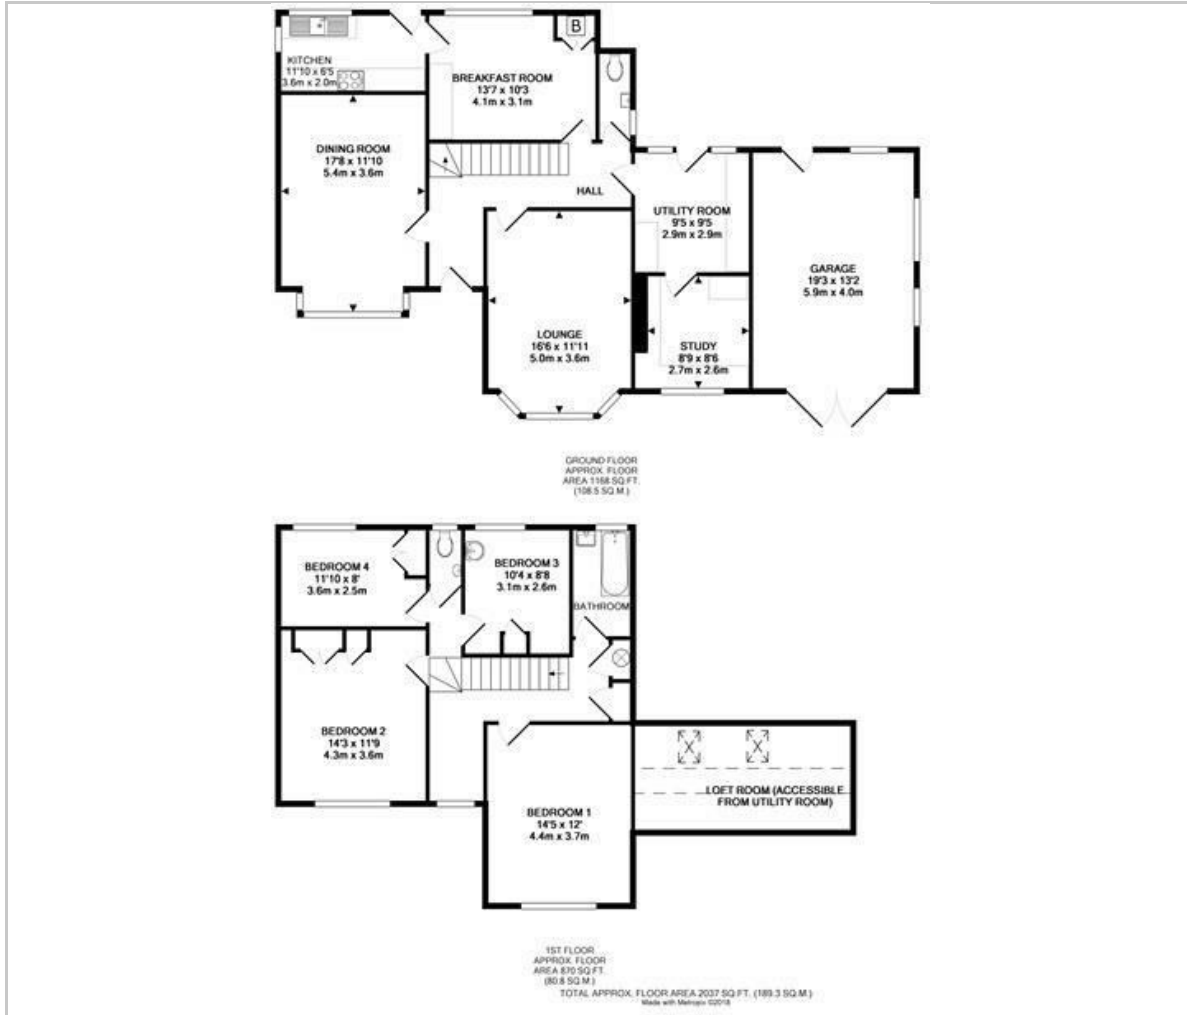 B
KITCHEN
11'10 x 6'5
3.6m x 2.0m
BREAKFAST ROOM
13'7 x 10'3
4.1m x 3.1m
DINING ROOM
17'8 x 11'10
5.4m x 3.6m
HALL
UTILITY ROOM
9'5 x 9'5
2.9m x 2.9m
GARAGE
19'3 x 13'2
5.9m x 4.0m
LOUNGE
16'6 x 11'11
5.0m x 3.6m
STUDY
8'9 x 8'6
2.7m x 2.6m
GROUND FLOOR
APPROX. FLOOR
AREA 1168 SQ.FT.
(108.5 SQ.M.)
BEDROOM 4
11'10 x 8'
3.6m x 2.5m
BEDROOM 3
10'4 x 8'8
3.1m x 2.6m
BATHROOM
BEDROOM 2
14'3 x 11'9
4.3m x 3.6m
BEDROOM 1
14'5 x 12'
4.4m x 3.7m
LOFT ROOM (ACCESSIBLE
FROM UTILITY ROOM)
1ST FLOOR
APPROX. FLOOR
AREA 870 SQ.FT.
(80.8 SQ.M.)
TOTAL APPROX. FLOOR AREA 2037 SQ.FT. (189.3 SQ.M.)
Made with Metropix ©2018